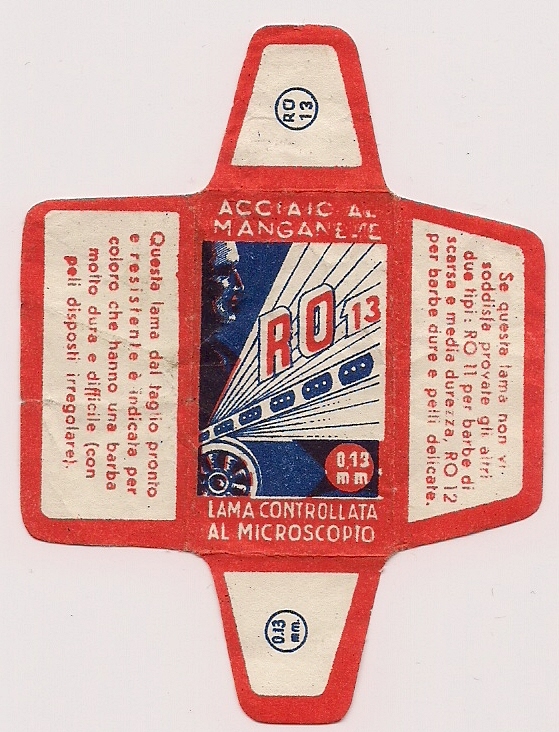 RO
13
ACCIAIO AL
MANGANESE
RO 13
0,13
mm
LAMA CONTROLLATA
AL MICROSCOPIO
0.13
mm.
Questa lama dal taglio pronto
e resistente è indicata per
coloro che hanno una barba
molto dura e difficile (con
peli disposti irregolare).
Se questa lama non vi
soddisfa provate gli altri
due tipi: RO 11 per barbe di
scarsa e media durezza, RO 12
per barbe dure e pelli delicate.